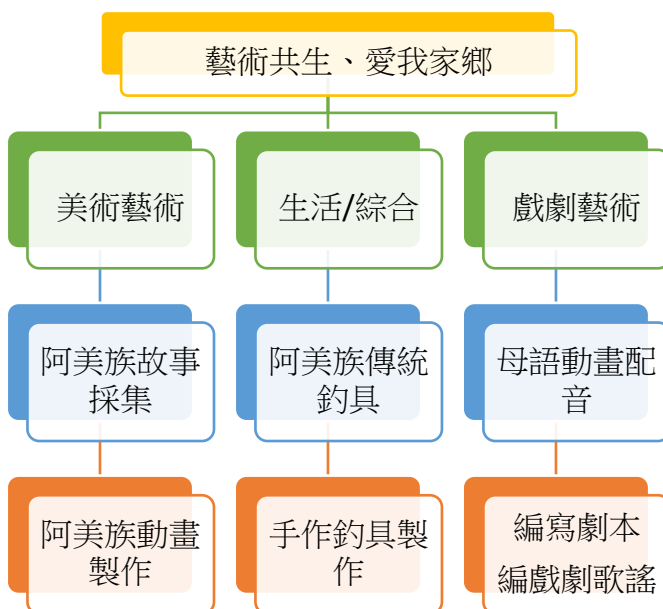 藝術共生、愛我家鄉
美術藝術
生活/綜合
戲劇藝術
阿美族故事
採集
阿美族傳統
釣具
母語動畫配
音
阿美族動畫
製作
手作釣具製
作
編寫劇本
編戲劇歌謠